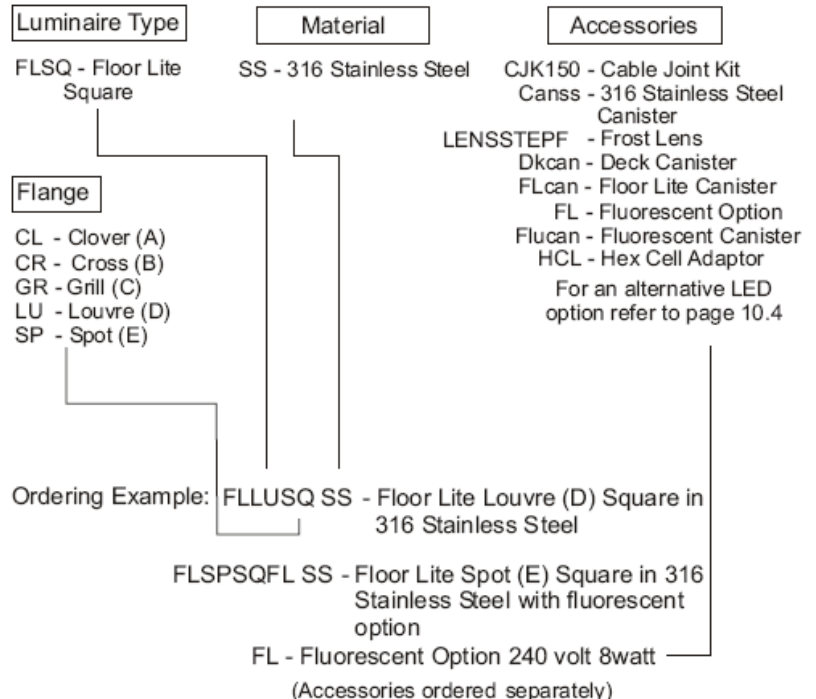 Luminaire Type
FLSQ - Floor Lite
Square
Flange
CL - Clover (A)
CR - Cross (B)
GR - Grill (C)
LU - Louvre (D)
SP - Spot (E)
Material
SS - 316 Stainless Steel
Accessories
CJK150 - Cable Joint Kit
Canss - 316 Stainless Steel
Canister
LENSSTEPF - Frost Lens
Dkcan - Deck Canister
FLcan - Floor Lite Canister
FL - Fluorescent Option
Flucan - Fluorescent Canister
HCL - Hex Cell Adaptor
For an alternative LED
option refer to page 10.4
Ordering Example: FLLUSQ SS - Floor Lite Louvre (D) Square in
316 Stainless Steel
FLSPSQFL SS - Floor Lite Spot (E) Square in 316
Stainless Steel with fluorescent
option
FL - Fluorescent Option 240 volt 8watt
(Accessories ordered separately)